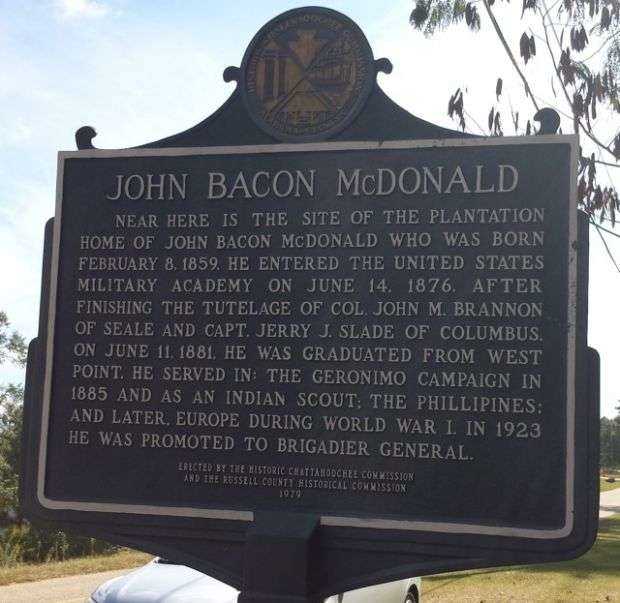 JOHN BACON McDONALD
NEAR HERE IS THE SITE OF THE PLANTATION
HOME OF JOHN BACON McDONALD WHO WAS BORN
FEBRUARY 8, 1859. HE ENTERED THE UNITED STATES
MILITARY ACADEMY ON JUNE 14, 1876, AFTER
FINISHING THE TUTELAGE OF COL. JOHN M. BRANNON
OF SEALE AND CAPT. JERRY J. SLADE OF COLUMBUS.
ON JUNE 11, 1881, HE WAS GRADUATED FROM WEST
POINT. HE SERVED IN: THE GERONIMO CAMPAIGN IN
1885 AND AS AN INDIAN SCOUT; THE PHILLIPINES;
AND LATER, EUROPE DURING WORLD WAR I. IN 1923
HE WAS PROMOTED TO BRIGADIER GENERAL.
ERECTED BY THE HISTORIC CHATTAHOOCHEE COMMISSION
AND THE RUSSELL COUNTY HISTORICAL COMMISSION
1979